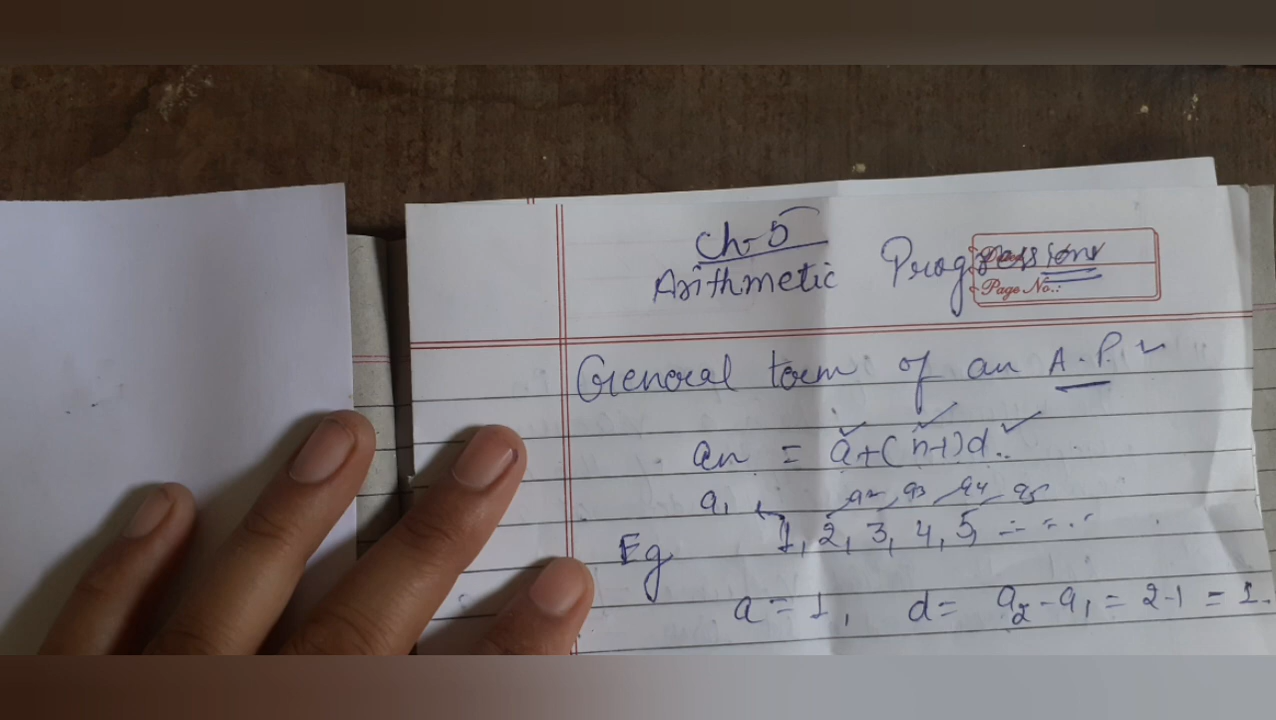 Ch-5
Arithmetic Progressions
Page No.:
General term of an A.P.
an = a+(n-1)d.
a1 a2 a3 a4 a5
Eg 1, 2, 3, 4, 5, -----
a = 1, d = a2-a1 = 2-1 = 1.